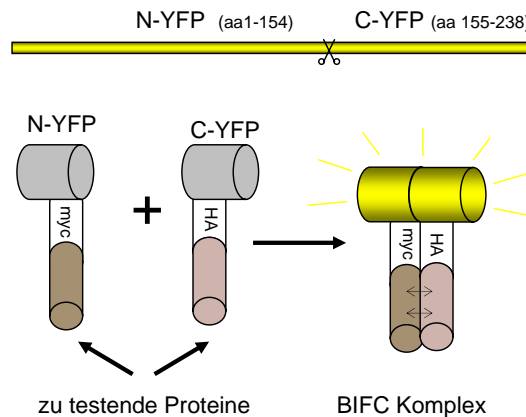 N-YFP (aa1-154) C-YFP (aa 155-238)
N-YFP
C-YFP
myc
HA
myc
HA
zu testende Proteine
BIFC Komplex